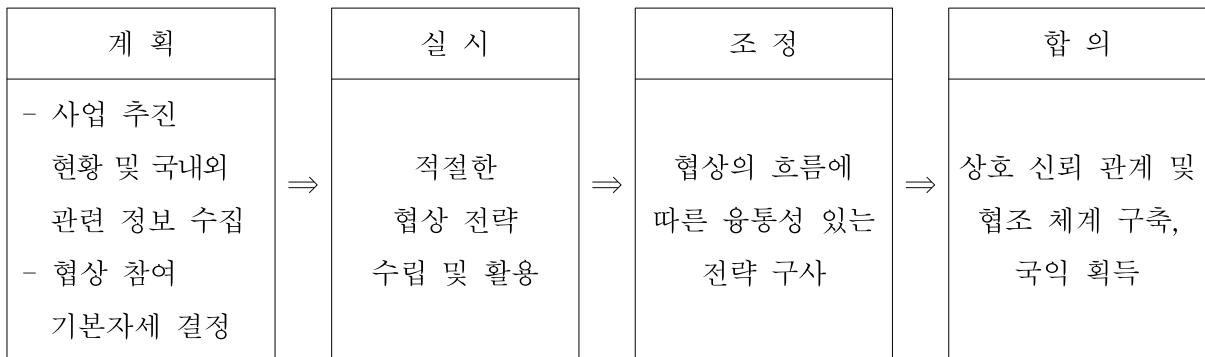 계 획
- 사업 추진
현황 및 국내외
관련 정보 수집
- 협상 참여
기본자세 결정
⇒
실 시
적절한
협상 전략
수립 및 활용
⇒
조 정
협상의 흐름에
따른 융통성 있는
전략 구사
⇒
합 의
상호 신뢰 관계 및
협조 체계 구축,
국익 획득